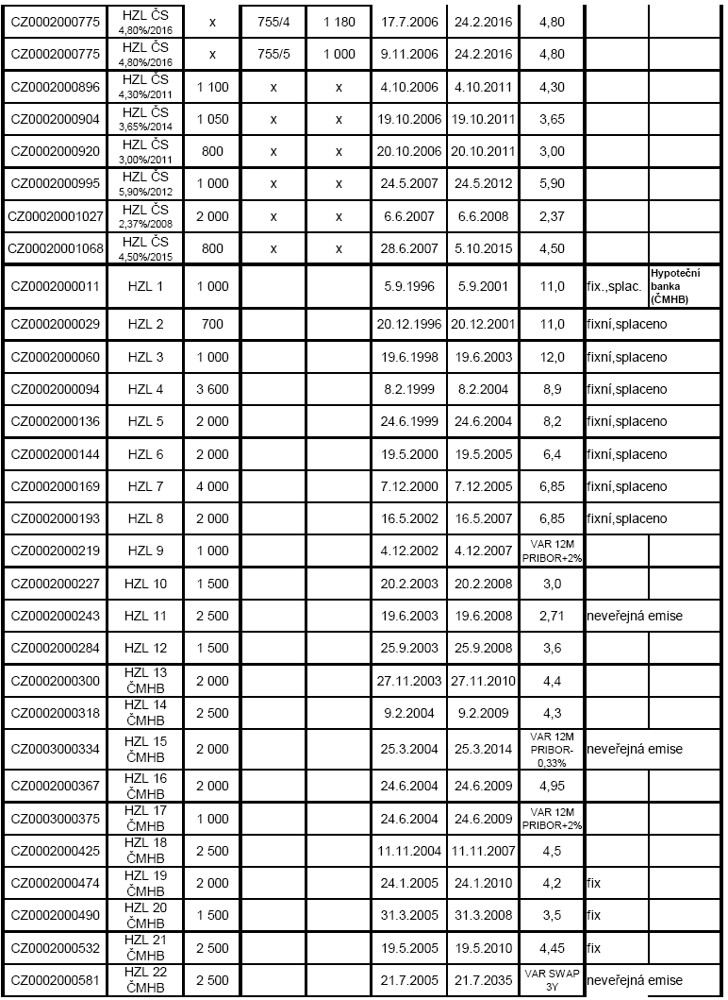 CZ0002000775 HZL ČS 4,80%/2016 x 755/4 1 180 17.7.2006 24.2.2016 4,80
CZ0002000775 HZL ČS 4,80%/2016 x 755/5 1 000 9.11.2006 24.2.2016 4,80
CZ0002000896 HZL ČS 4,30%/2011 1 100 x x 4.10.2006 4.10.2011 4,30
CZ0002000904 HZL ČS 3,65%/2014 1 050 x x 19.10.2006 19.10.2011 3,65
CZ0002000920 HZL ČS 3,00%/2011 800 x x 20.10.2006 20.10.2011 3,00
CZ0002000995 HZL ČS 5,90%/2012 1 000 x x 24.5.2007 24.5.2012 5,90
CZ00020001027 HZL ČS 2,37%/2008 2 000 x x 6.6.2007 6.6.2008 2,37
CZ00020001068 HZL ČS 4,50%/2015 800 x x 28.6.2007 5.10.2015 4,50
CZ0002000011 HZL 1 1 000 5.9.1996 5.9.2001 11,0 fix.,splac. Hypoteční banka (ČMHB)
CZ0002000029 HZL 2 700 20.12.1996 20.12.2001 11,0 fixní,splaceno
CZ0002000060 HZL 3 1 000 19.6.1998 19.6.2003 12,0 fixní,splaceno
CZ0002000094 HZL 4 3 600 8.2.1999 8.2.2004 8,9 fixní,splaceno
CZ0002000136 HZL 5 2 000 24.6.1999 24.6.2004 8,2 fixní,splaceno
CZ0002000144 HZL 6 2 000 19.5.2000 19.5.2005 6,4 fixní,splaceno
CZ0002000169 HZL 7 4 000 7.12.2000 7.12.2005 6,85 fixní,splaceno
CZ0002000193 HZL 8 2 000 16.5.2002 16.5.2007 6,85 fixní,splaceno
CZ0002000219 HZL 9 1 000 4.12.2002 4.12.2007 VAR 12M PRIBOR+2%
CZ0002000227 HZL 10 1 500 20.2.2003 20.2.2008 3,0
CZ0002000243 HZL 11 2 500 19.6.2003 19.6.2008 2,71 neveřejná emise
CZ0002000284 HZL 12 1 500 25.9.2003 25.9.2008 3,6
CZ0002000300 HZL 13 ČMHB 2 000 27.11.2003 27.11.2010 4,4
CZ0002000318 HZL 14 ČMHB 2 500 9.2.2004 9.2.2009 4,3
CZ0003000334 HZL 15 ČMHB 2 000 25.3.2004 25.3.2014 VAR 12M PRIBOR-0,33% neveřejná emise
CZ0002000367 HZL 16 ČMHB 2 000 24.6.2004 24.6.2009 4,95
CZ0003000375 HZL 17 ČMHB 1 000 24.6.2004 24.6.2009 VAR 12M PRIBOR+2%
CZ0002000425 HZL 18 ČMHB 2 500 11.11.2004 11.11.2007 4,5
CZ0002000474 HZL 19 ČMHB 2 000 24.1.2005 24.1.2010 4,2 fix
CZ0002000490 HZL 20 ČMHB 1 500 31.3.2005 31.3.2008 3,5 fix
CZ0002000532 HZL 21 ČMHB 2 500 19.5.2005 19.5.2010 4,45 fix
CZ0002000581 HZL 22 ČMHB 2 500 21.7.2005 21.7.2035 VAR SWAP 3Y neveřejná emise